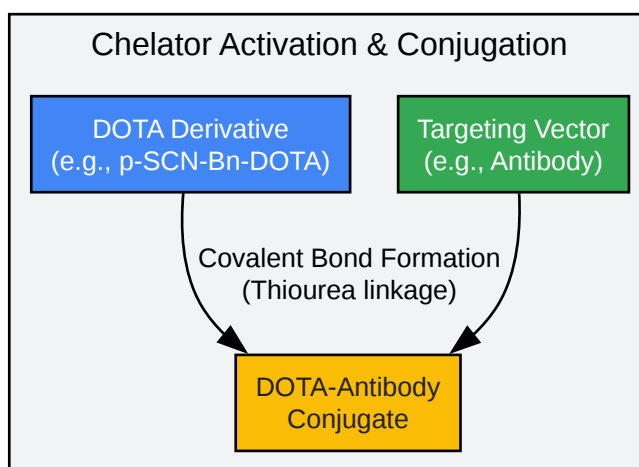 Chelator Activation & Conjugation
DOTA Derivative
(e.g., p-SCN-Bn-DOTA)
Targeting Vector
(e.g., Antibody)
Covalent Bond Formation
(Thiourea linkage)
DOTA-Antibody
Conjugate